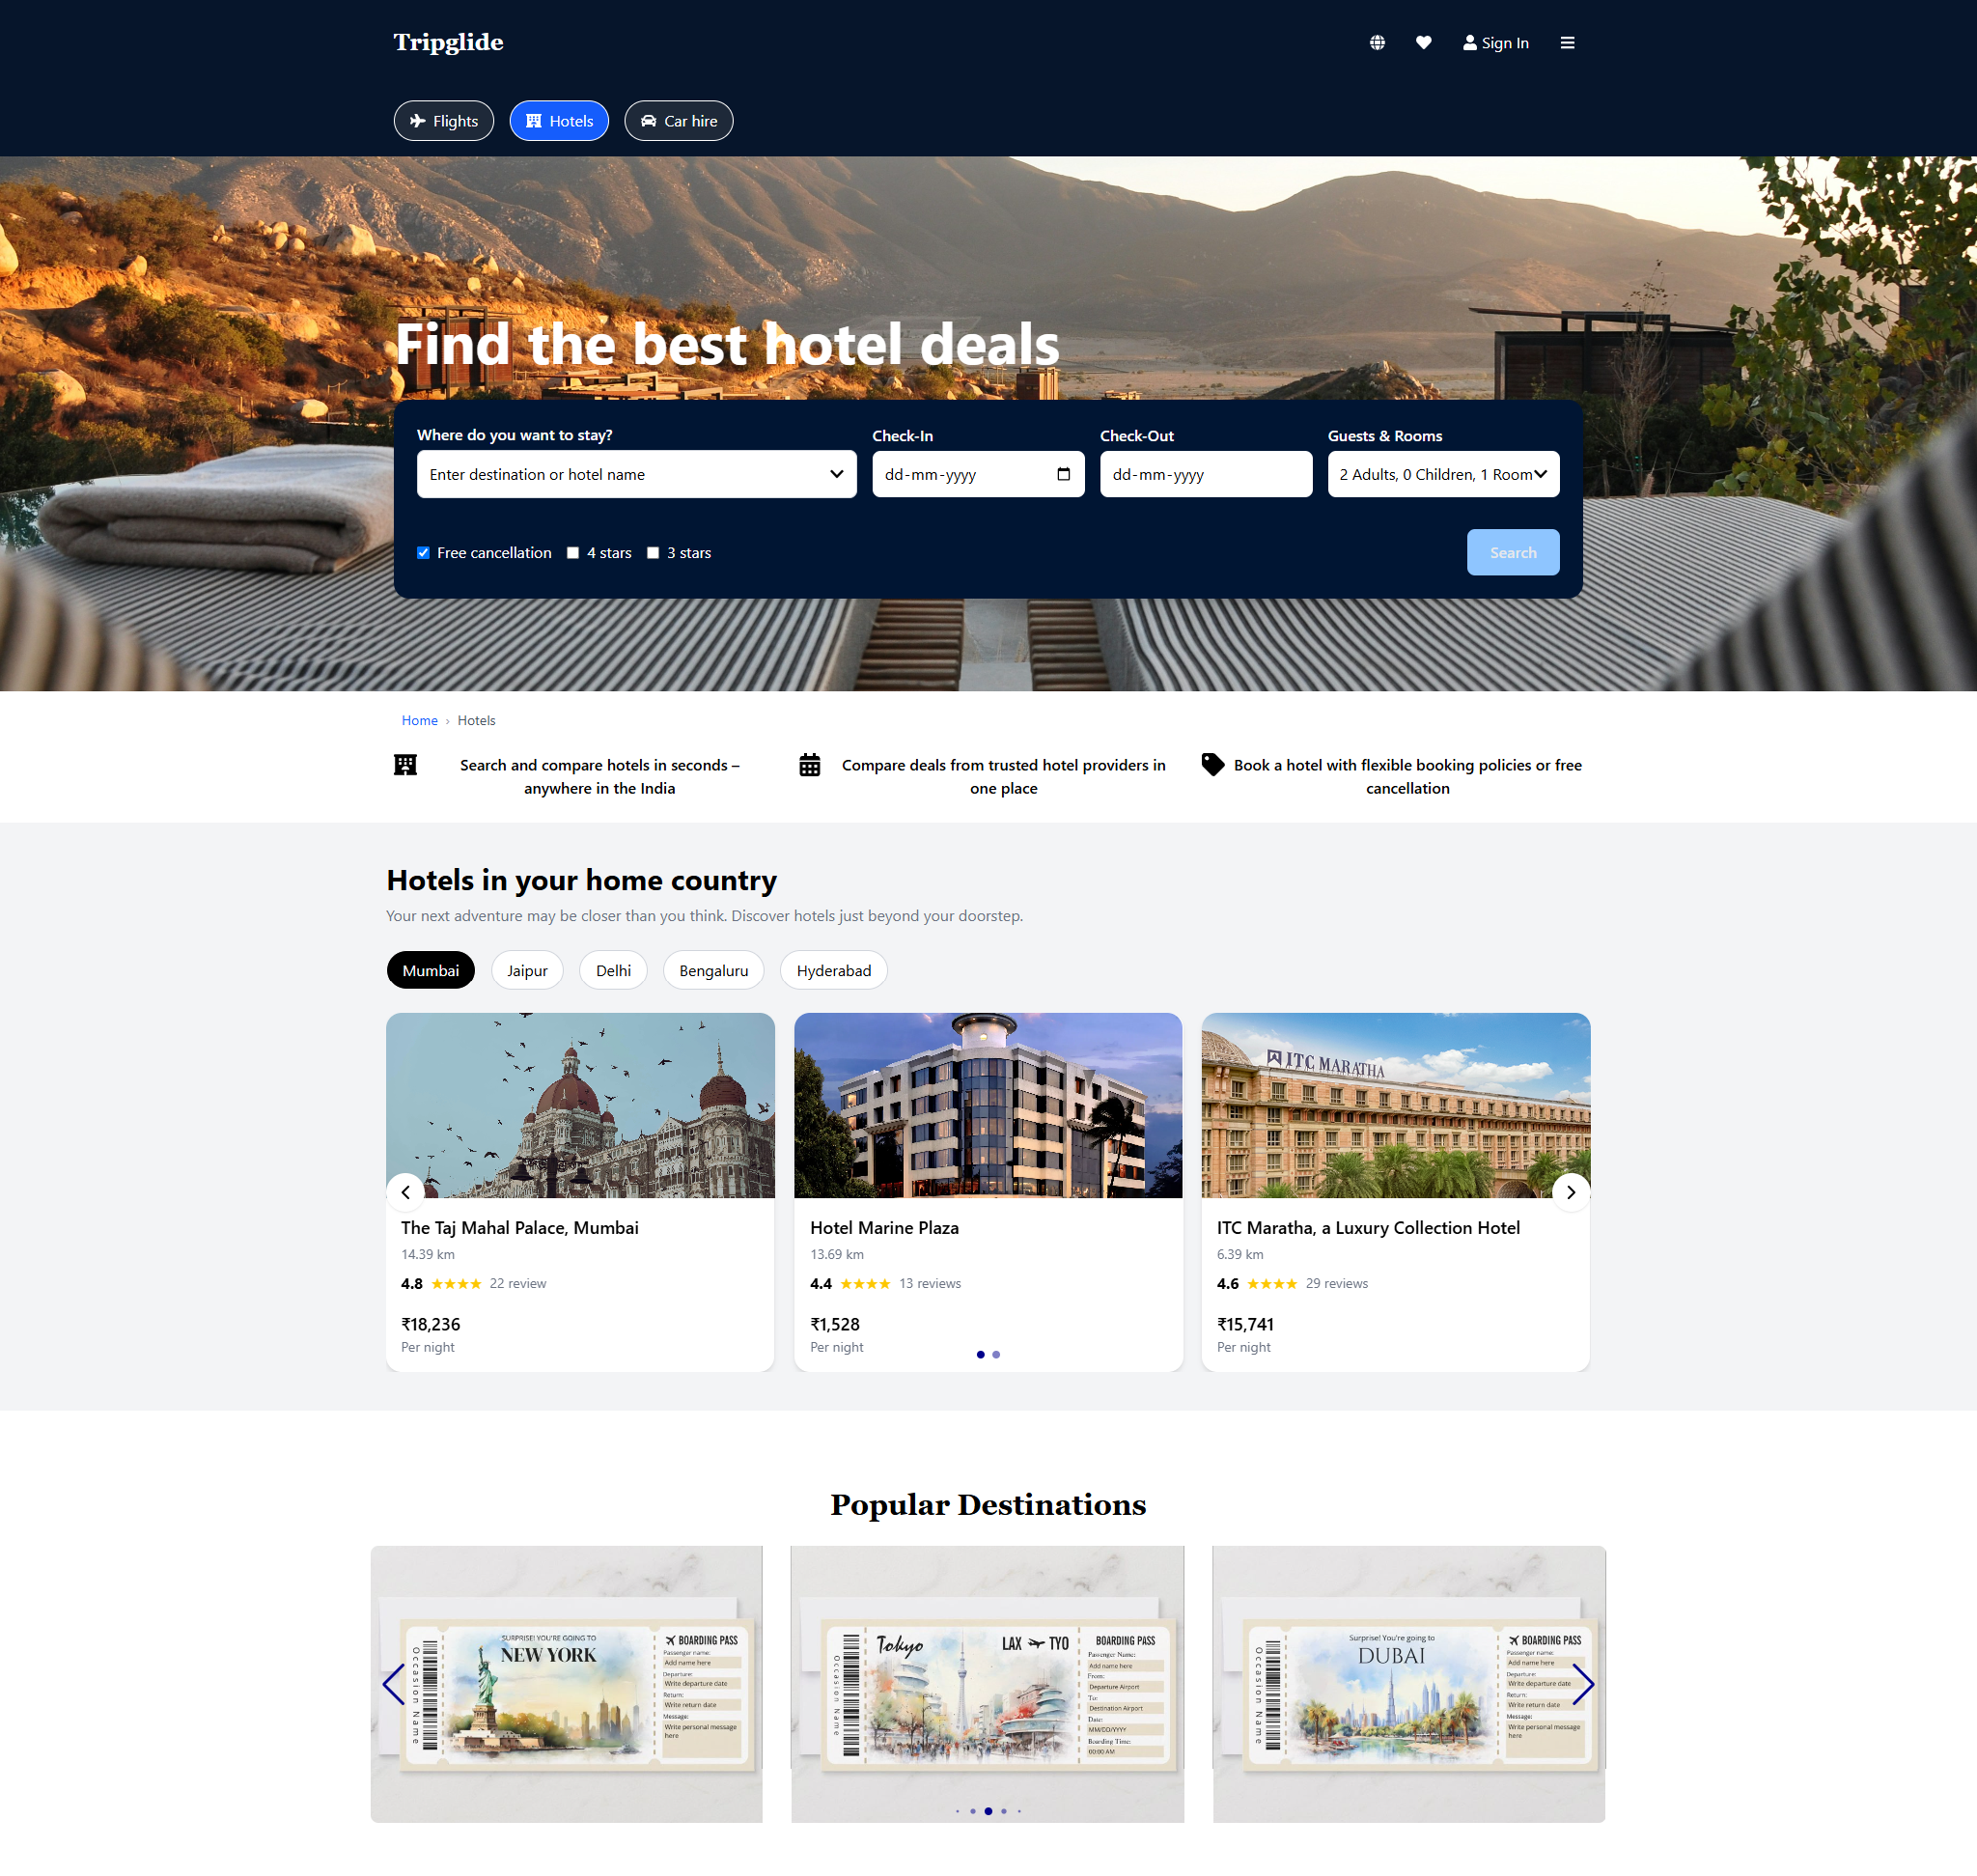 Tripglide
Sign In
Flights
Hotels
Car hire
Find the best hotel deals
Where do you want to stay?
Check-In
Check-Out
Guests & Rooms
Enter destination or hotel name
dd-mm-yyyy
dd-mm-yyyy
2 Adults, 0 Children, 1 Room
Free cancellation
4 stars
3 stars
Search
Home › Hotels
Search and compare hotels in seconds –
anywhere in the India
Compare deals from trusted hotel providers in
one place
Book a hotel with flexible booking policies or free
cancellation
Hotels in your home country
Your next adventure may be closer than you think. Discover hotels just beyond your doorstep.
Mumbai
Jaipur
Delhi
Bengaluru
Hyderabad
ITC MARATHA
The Taj Mahal Palace, Mumbai
14.39 km
4.8 ★★★★ 22 review
₹18,236
Per night
Hotel Marine Plaza
13.69 km
4.4 ★★★★ 13 reviews
₹1,528
Per night
ITC Maratha, a Luxury Collection Hotel
6.39 km
4.6 ★★★★ 29 reviews
₹15,741
Per night
Popular Destinations
Occasion Name
SURPRISE! YOU'RE GOING TO
NEW YORK
BOARDING PASS
Passenger name:
Add name here
Departure:
Write departure date
Return:
Write return date
Message:
Write personal message
here
Occasion Name
Tokyo
LAX TYO
BOARDING PASS
Passenger Name:
Add name here
From:
Departure Airport
To:
Destination Airport
Date:
MM/DD/YYYY
Boarding Time:
00:00 AM
Occasion Name
Surprise! You're going to
DUBAI
BOARDING PASS
Passenger name:
Add name here
Departure:
Write departure date
Return:
Write return date
Message:
Write personal message
here